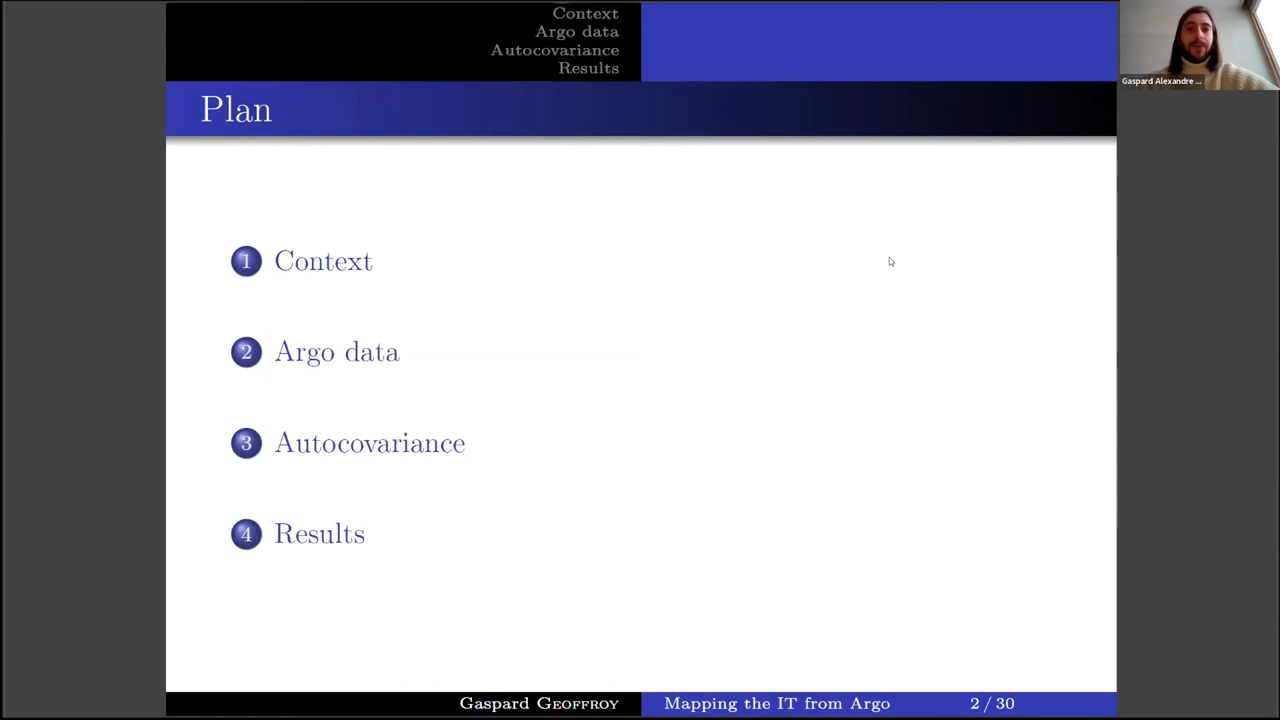 Context
Argo data
Autocovariance
Results
Gaspard Alexandre ...
Plan
1 Context
2 Argo data
3 Autocovariance
4 Results
Gaspard Geoffroy Mapping the IT from Argo 2 / 30